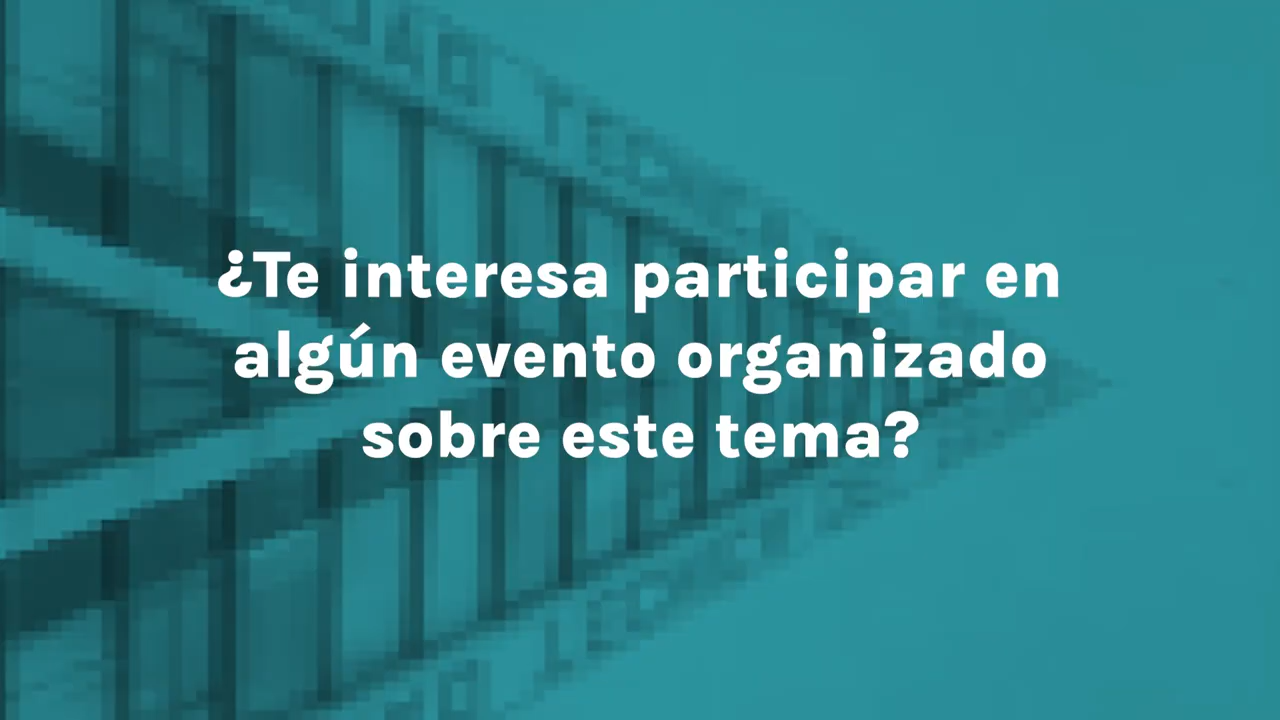 ¿Te interesa participar en
algún evento organizado
sobre este tema?